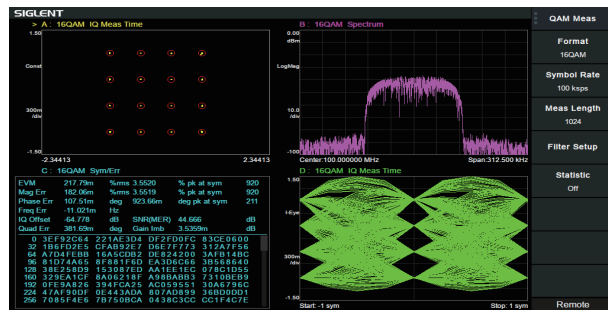 SIGLENT
> A : 16QAM IQ Meas Time
1.50
Const
300m
/div
-1.50
-2.34413 2.34413
B : 16QAM Spectrum
0.00
dBm
LogMag
10.0
/div
-100
Center:100.000000 MHz Span:312.500 kHz
C : 16QAM Sym/Err
EVM 217.79m %rms 3.5520 % pk at sym 920
Mag Err 182.06m %rms 3.5519 % pk at sym 920
Phase Err 107.51m deg 923.66m deg pk at sym 211
Freq Err -11.021m Hz
IQ Offset -64.778 dB SNR(MER) 44.666 dB
Quad Err 381.69m deg Gain Imb 3.5359m dB
0 3EF92C64 221AE3D4 DF2FD0FC 83CE0600
32 1B6FD2E5 CFAB92E7 D6E7F773 312A7F56
64 A7D4FEBB 16A5CDB2 DE824200 3AFB14BC
96 81D74A65 8F881F6D EA3D6C66 3B568640
128 38E258D9 153087ED AA1EE1EC 078C1D55
160 329EA1CF 8A06218F A98BABB3 7310BEB9
192 0FE9A826 394FCA25 AC059551 30A6796C
224 47AF90DF 0E443ADA 807AD899 36BD0DD1
256 7085F4E6 7B750BCA 0438C3CC CC1F4C7E
D : 16QAM IQ Meas Time
1.50
I-Eye
300m
/div
-1.50
Start: -1 sym Stop: 1 sym
QAM Meas
Format
16QAM
Symbol Rate
100 ksps
Meas Length
1024
Filter Setup
Statistic
Off
Remote